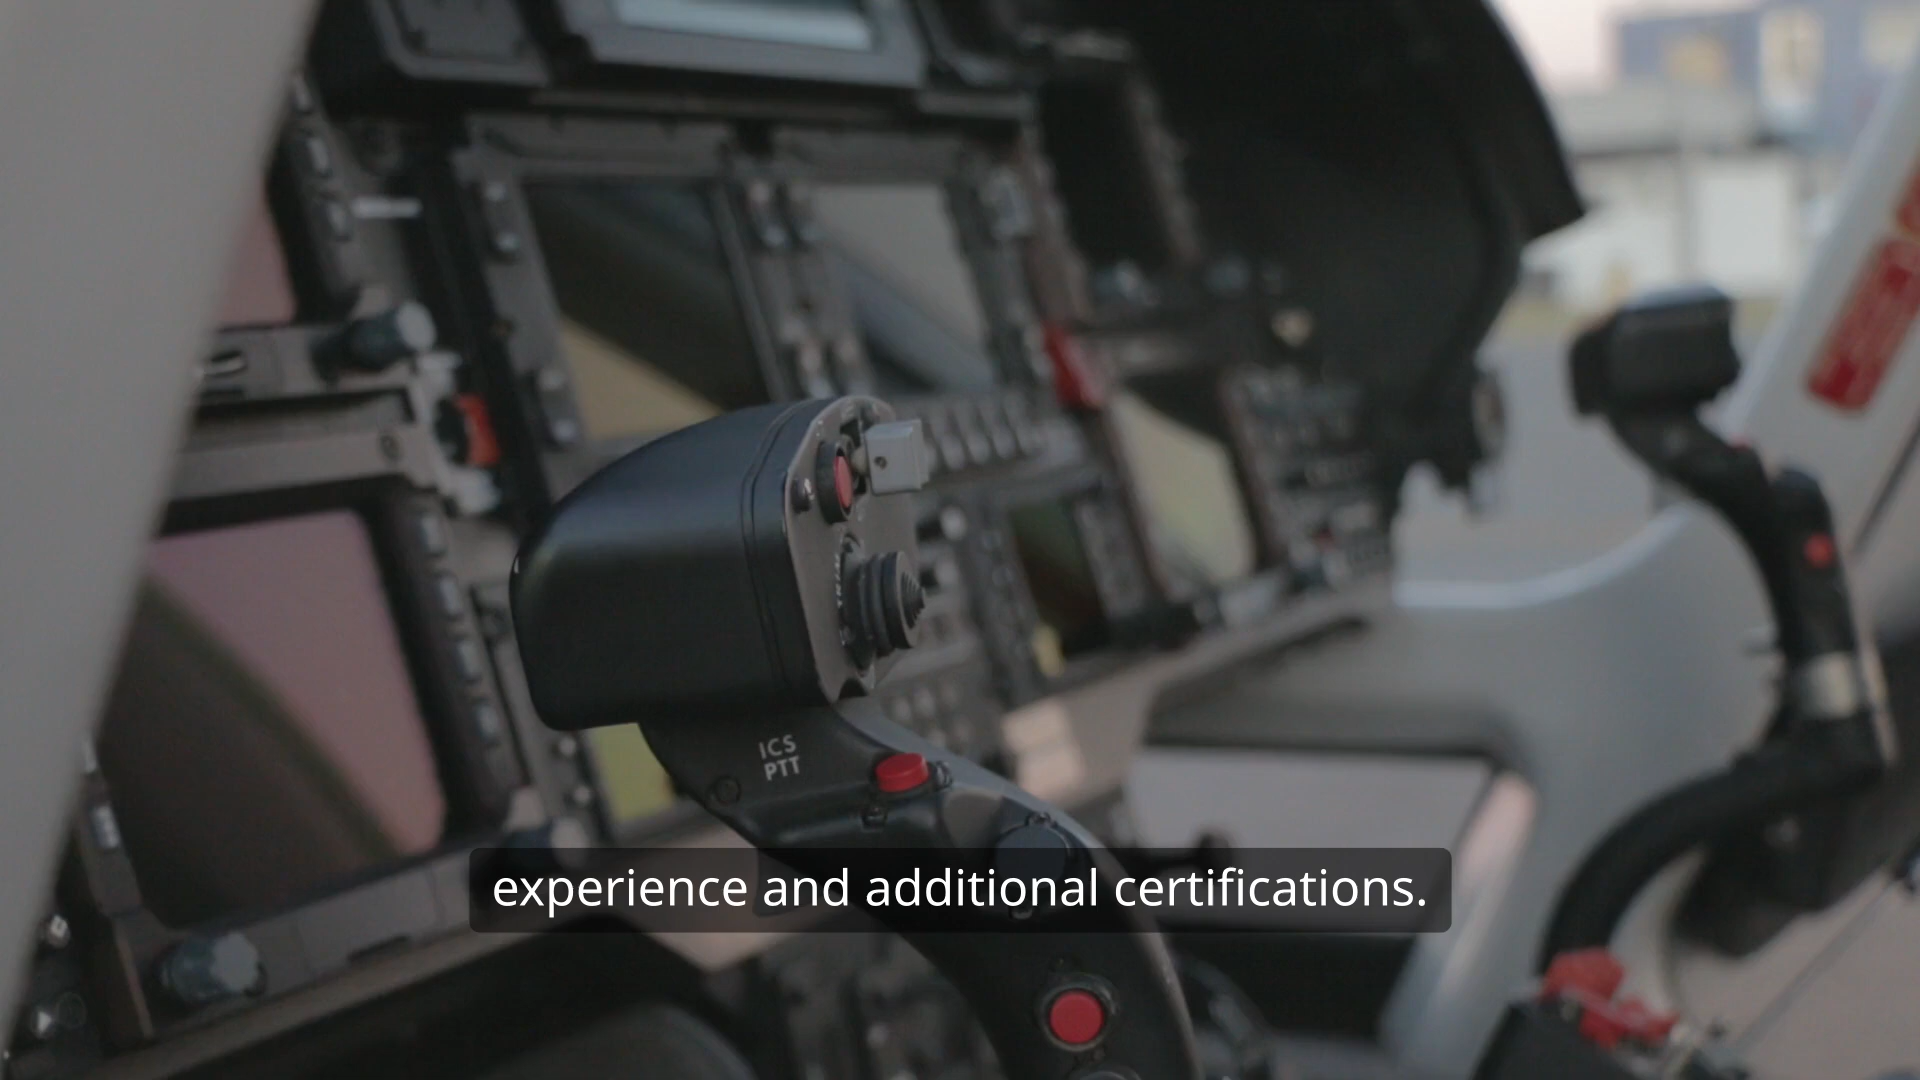 ICS
PTT
experience and additional certifications.